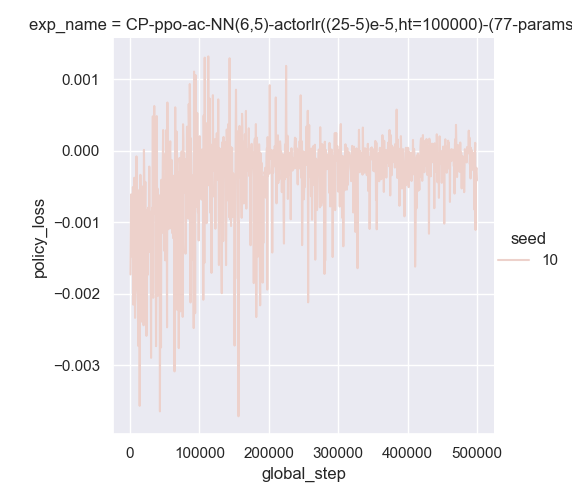 exp_name = CP-ppo-ac-NN(6,5)-actorlr((25-5)e-5,ht=100000)-(77-params
0.001
0.000
−0.001
−0.002
−0.003
policy_loss
seed
10
0 100000 200000 300000 400000 500000
global_step